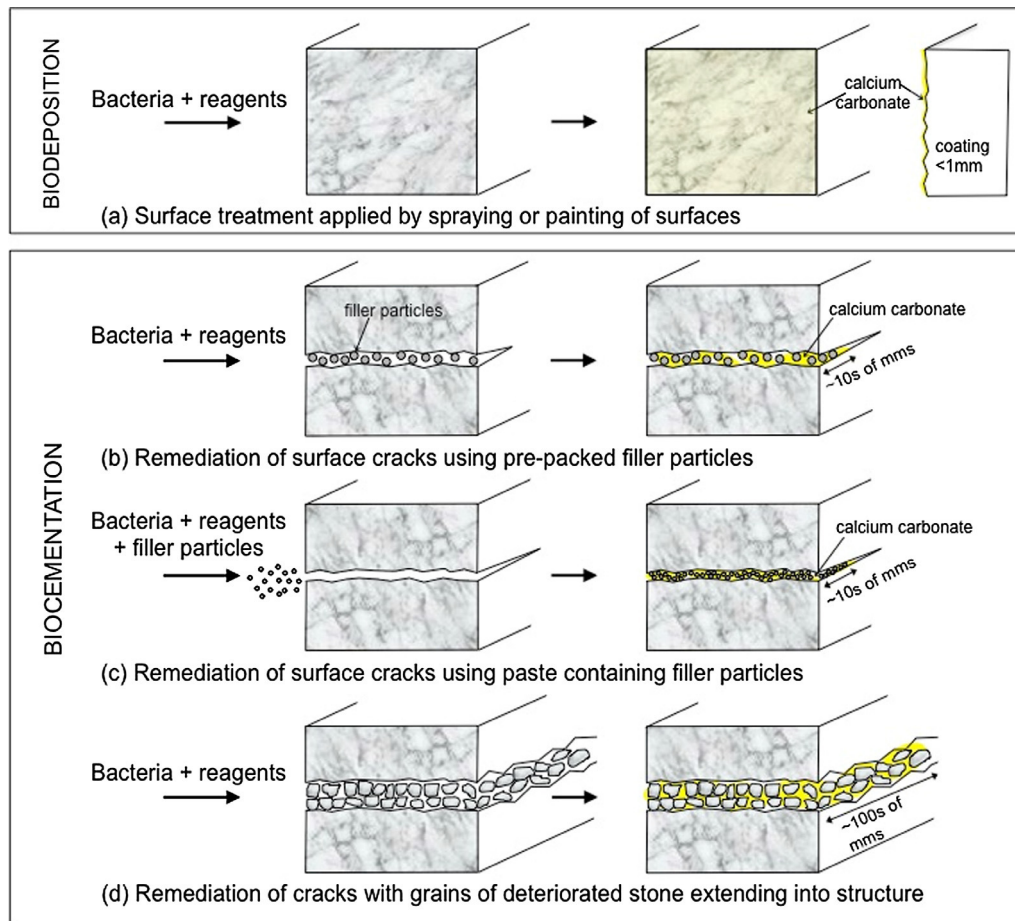 BIODEPOSITION
Bacteria + reagents
calcium
carbonate
coating
<1mm
(a) Surface treatment applied by spraying or painting of surfaces
BIOCEMENTATION
Bacteria + reagents
filler particles
calcium carbonate
~10s of mms
(b) Remediation of surface cracks using pre-packed filler particles
Bacteria + reagents
+ filler particles
calcium carbonate
~10s of mms
(c) Remediation of surface cracks using paste containing filler particles
Bacteria + reagents
~100s of
mms
(d) Remediation of cracks with grains of deteriorated stone extending into structure